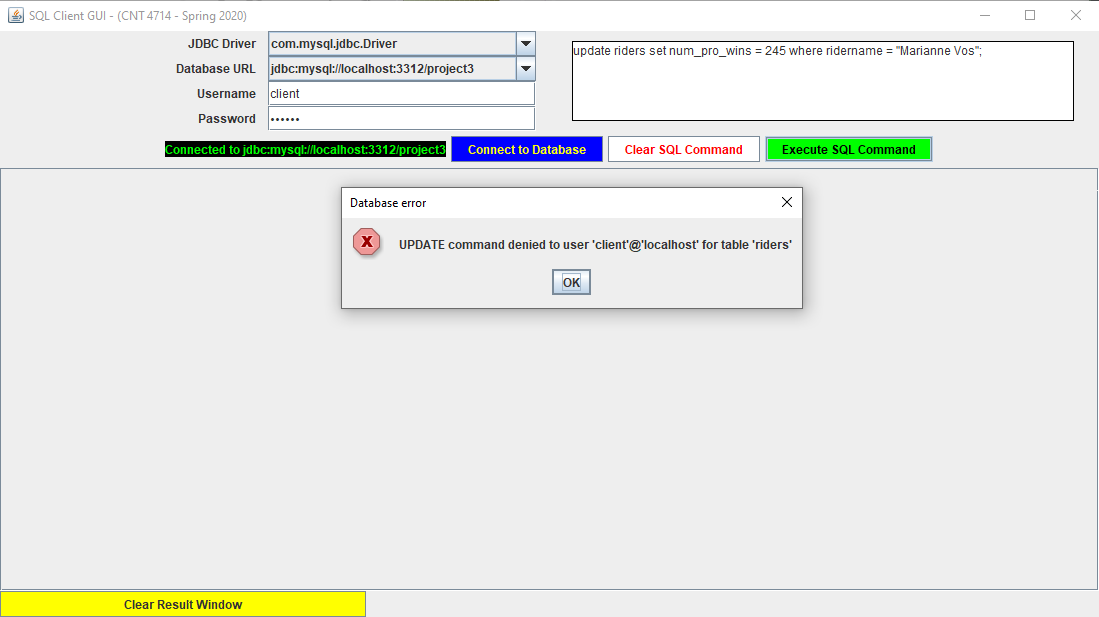 SQL Client GUI - (CNT 4714 - Spring 2020)
JDBC Driver com.mysql.jdbc.Driver
Database URL jdbc:mysql://localhost:3312/project3
Username client
Password ••••••
update riders set num_pro_wins = 245 where ridername = "Marianne Vos";
Connected to jdbc:mysql://localhost:3312/project3 Connect to Database Clear SQL Command Execute SQL Command
Database error
X UPDATE command denied to user 'client'@'localhost' for table 'riders'
OK
Clear Result Window